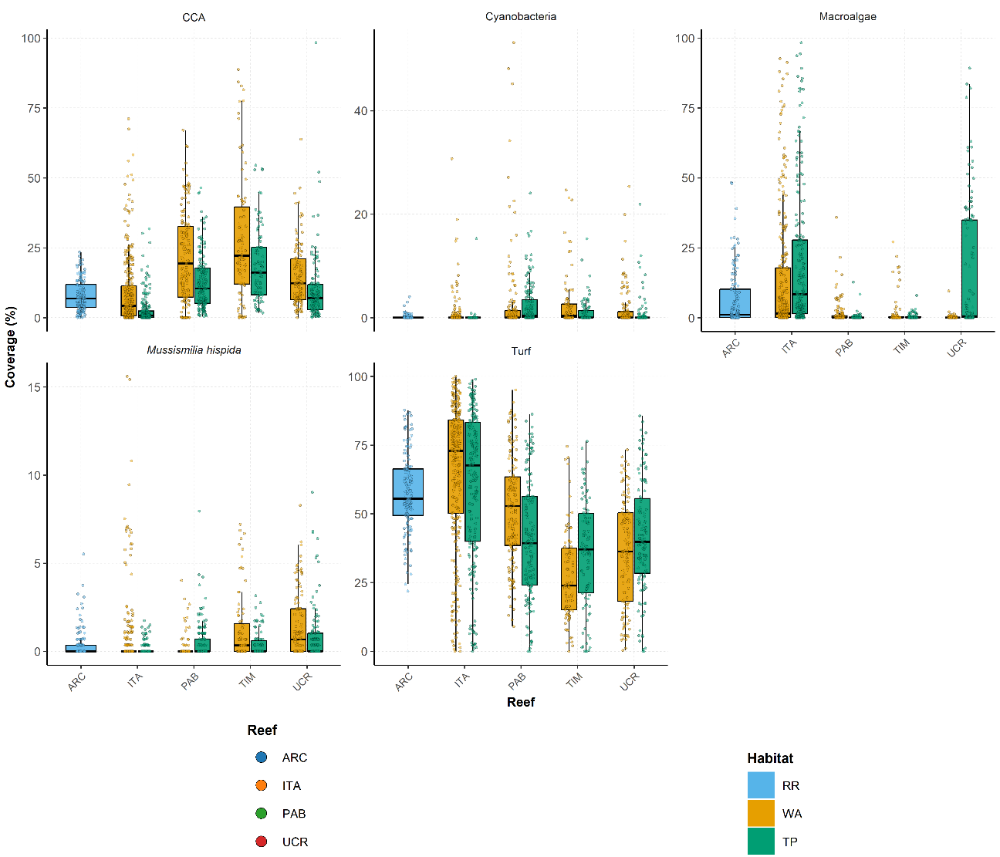 CCA
Cyanobacteria
Macroalgae
100
75
50
25
0
40
20
0
100
75
50
25
0
ARC
ITA
PAB
TIM
UCR
Coverage (%)
Mussismilia hispida
Turf
15
10
5
0
100
75
50
25
0
ARC
ITA
PAB
TIM
UCR
ARC
ITA
PAB
TIM
UCR
Reef
Reef
ARC
ITA
PAB
UCR
Habitat
RR
WA
TP